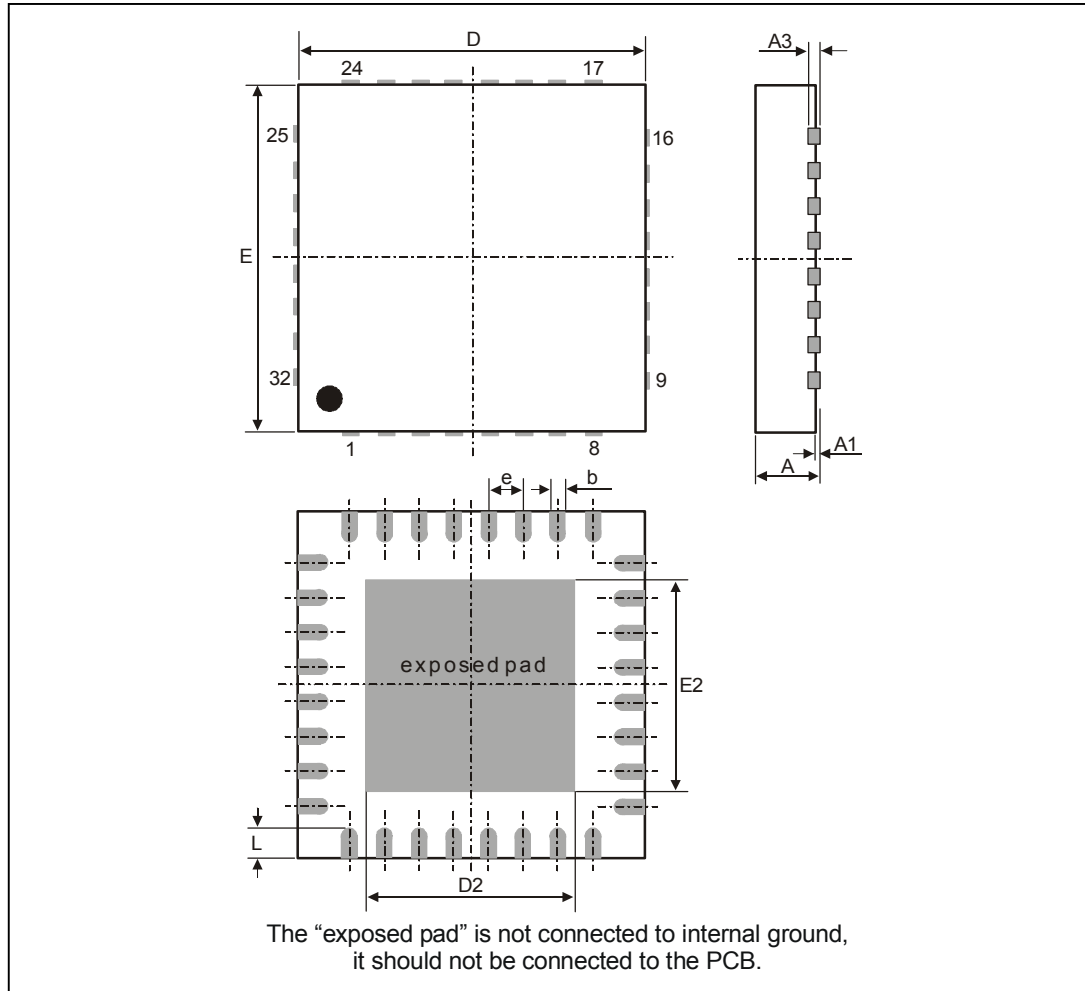 D
A3
24
17
25
16
E
32
9
1
8
A1
A
e
b
exposed pad
E2
L
D2
The “exposed pad” is not connected to internal ground,
it should not be connected to the PCB.